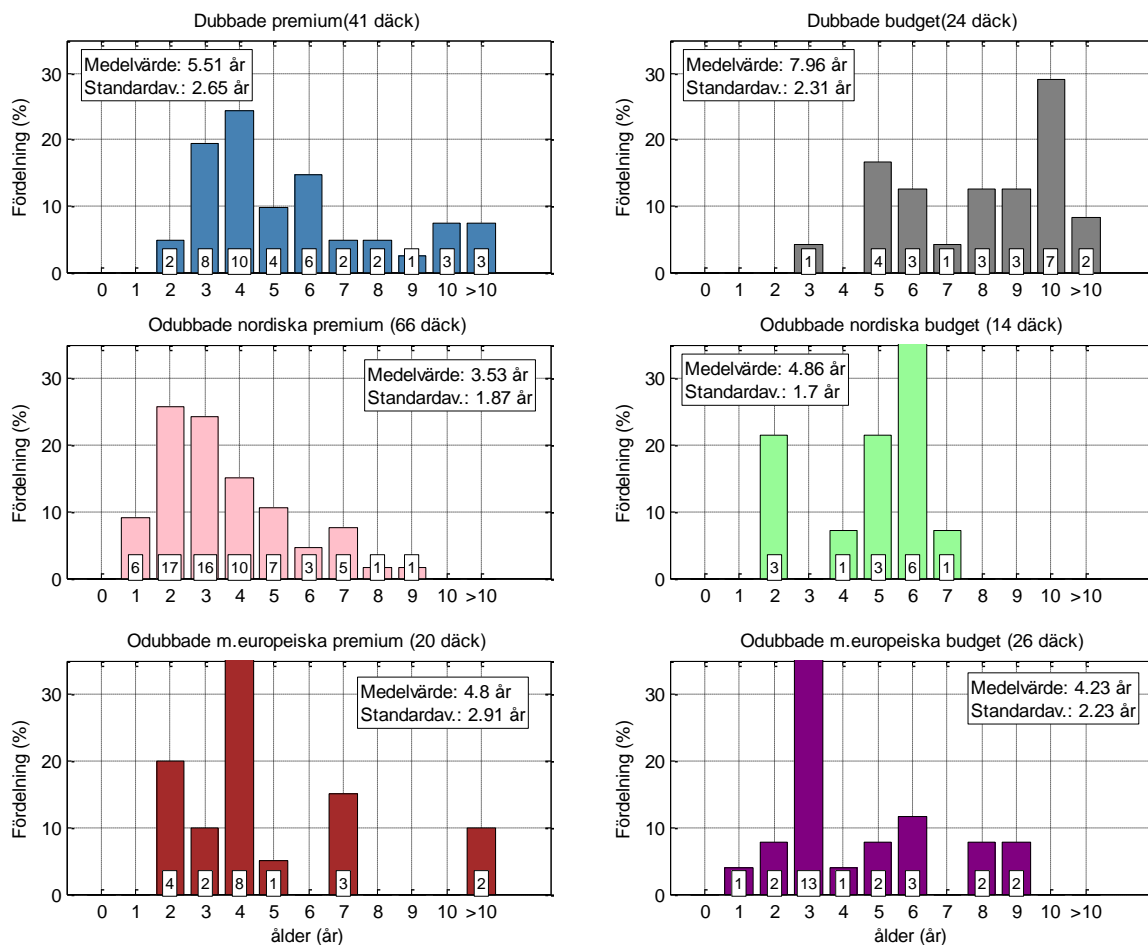 Dubbade premium(41 däck)
Medelvärde: 5.51 år
Standardav.: 2.65 år
Fördelning (%)
30
20
10
0
2 8 10 4 6 2 2 1 3 3
0 1 2 3 4 5 6 7 8 9 10 >10
Dubbade budget(24 däck)
Medelvärde: 7.96 år
Standardav.: 2.31 år
Fördelning (%)
30
20
10
0
1 4 3 1 3 3 7 2
0 1 2 3 4 5 6 7 8 9 10 >10
Odubbade nordiska premium (66 däck)
Medelvärde: 3.53 år
Standardav.: 1.87 år
Fördelning (%)
30
20
10
0
6 17 16 10 7 3 5 1 1
0 1 2 3 4 5 6 7 8 9 10 >10
Odubbade nordiska budget (14 däck)
Medelvärde: 4.86 år
Standardav.: 1.7 år
Fördelning (%)
30
20
10
0
3 1 3 6 1
0 1 2 3 4 5 6 7 8 9 10 >10
Odubbade m.europeiska premium (20 däck)
Medelvärde: 4.8 år
Standardav.: 2.91 år
Fördelning (%)
30
20
10
0
4 2 8 1 3 2
0 1 2 3 4 5 6 7 8 9 10 >10
ålder (år)
Odubbade m.europeiska budget (26 däck)
Medelvärde: 4.23 år
Standardav.: 2.23 år
Fördelning (%)
30
20
10
0
1 2 13 1 2 3 2 2
0 1 2 3 4 5 6 7 8 9 10 >10
ålder (år)